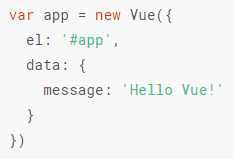 var app = new Vue({
  el: '#app',
  data: {
    message: 'Hello Vue!'
  }
})